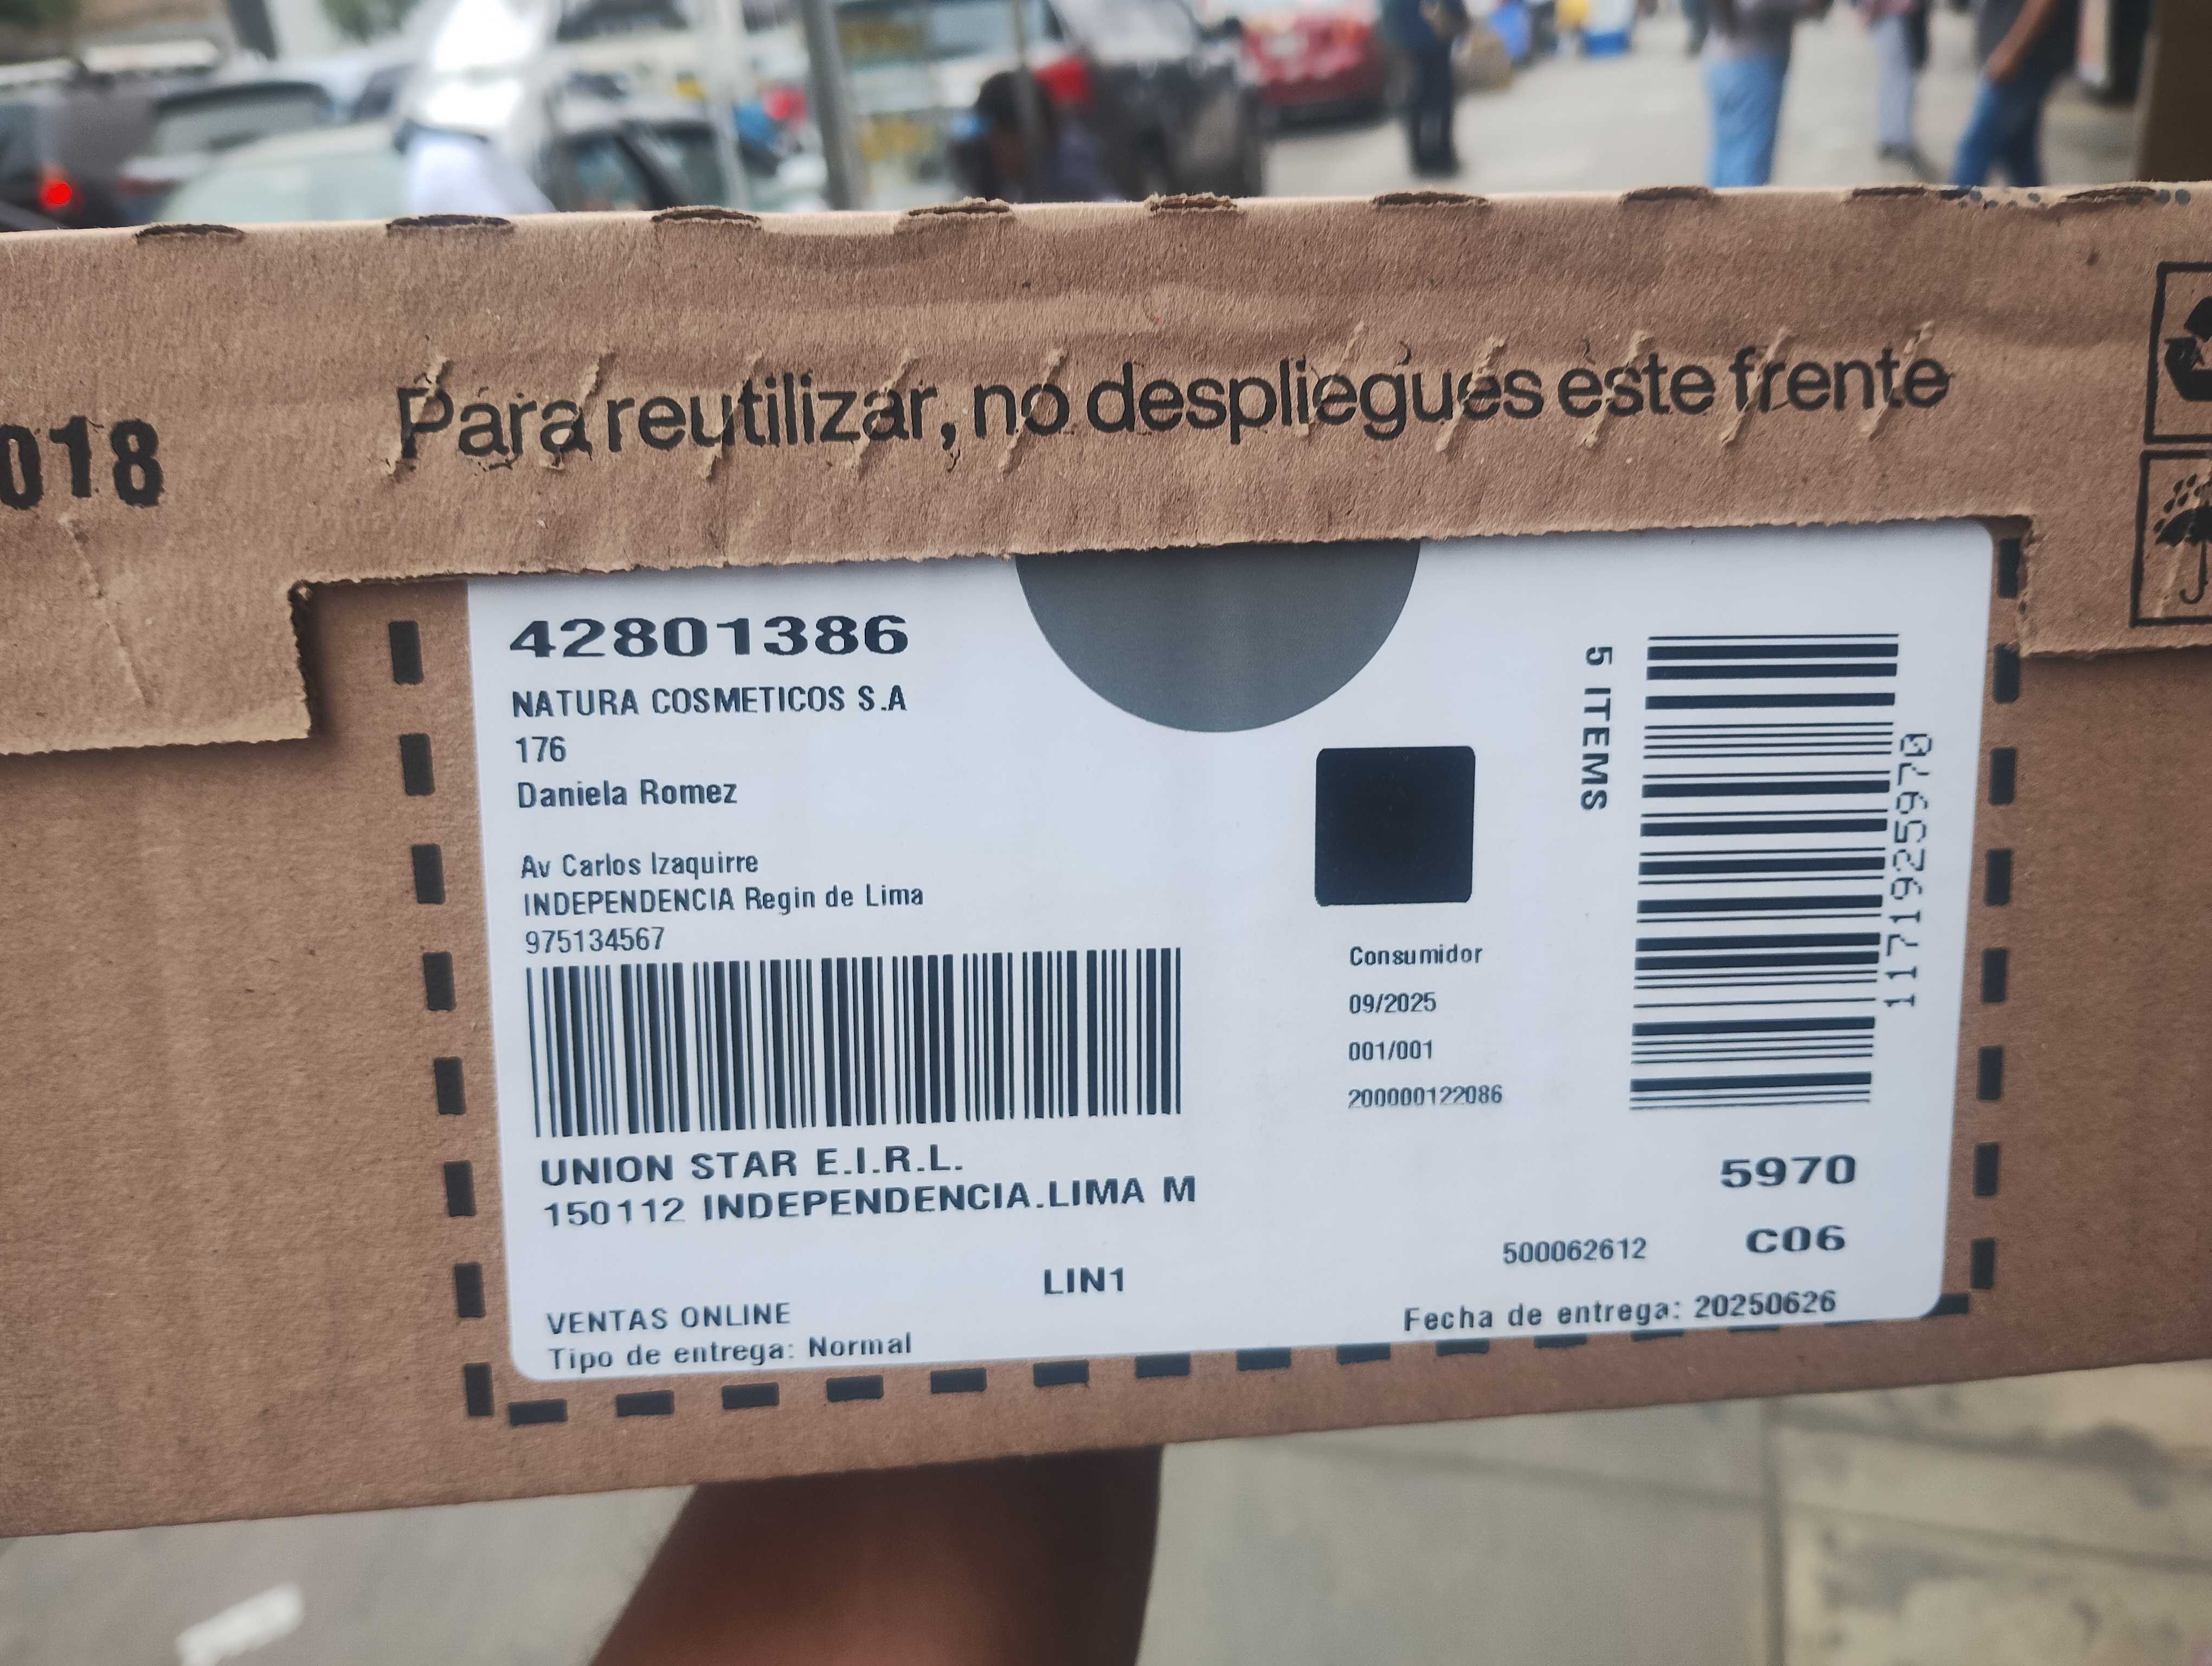 018
Para reutilizar, no despliegues este frente
42801386
NATURA COSMETICOS S.A
176
Daniela Romez
Av Carlos Izaquirre
INDEPENDENCIA Regin de Lima
975134567
UNION STAR E.I.R.L.
150112 INDEPENDENCIA.LIMA M
LIN1
VENTAS ONLINE
Tipo de entrega: Normal
5 ITEMS
1171925970
Consumidor
09/2025
001/001
200000122086
5970
500062612
C06
Fecha de entrega: 20250626